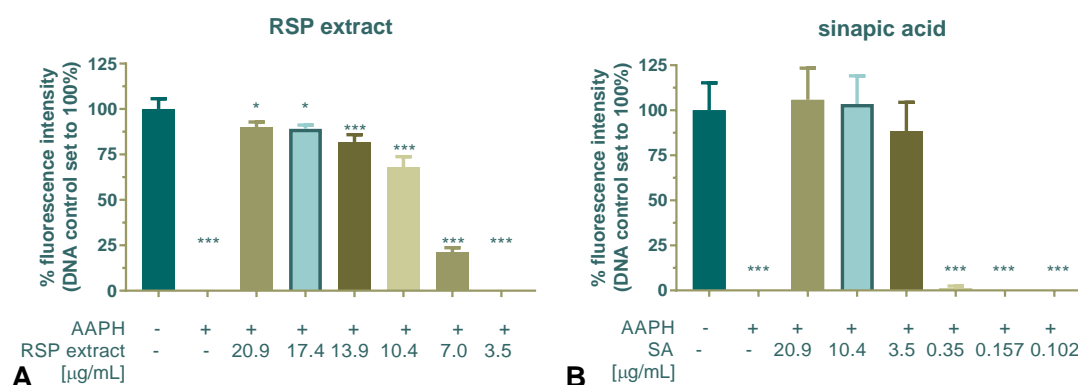 RSP extract
% fluorescence intensity
(DNA control set to 100%)
125
100
75
50
25
0
* * *** ***
*** *** ***
AAPH - + + + + + + +
RSP extract - - 20.9 17.4 13.9 10.4 7.0 3.5
[µg/mL]
A
sinapic acid
% fluorescence intensity
(DNA control set to 100%)
125
100
75
50
25
0
*** *** *** ***
AAPH - + + + + + + +
SA - - 20.9 10.4 3.5 0.35 0.157 0.102
[µg/mL]
B